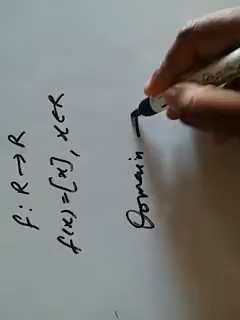 f : R → R
f(x) = [x], x ∈ R
Domain